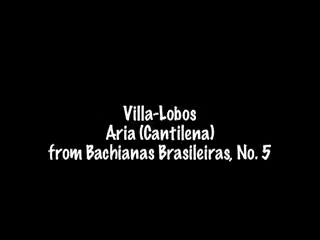 Villa-Lobos
Aria (Cantilena)
from Bachianas Brasileiras, No. 5